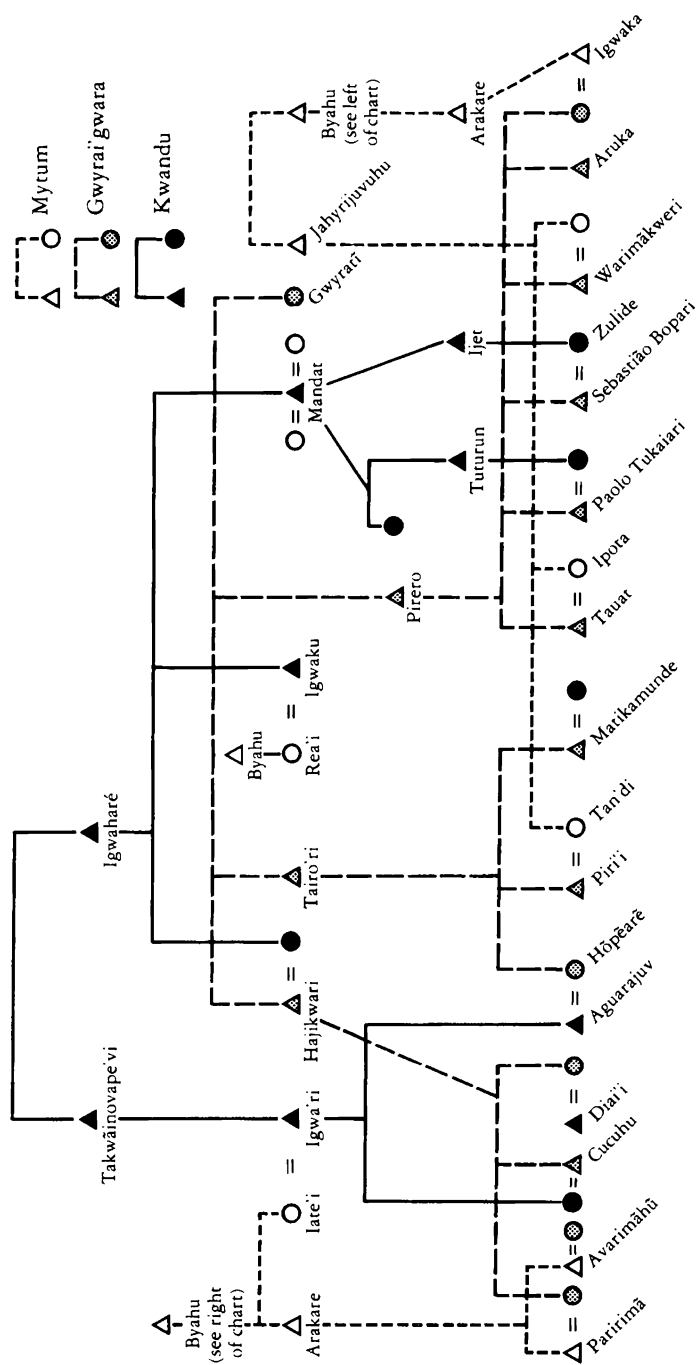 Mytum
Gwyrai'gwara
Kwandu
Igwaharé
Takwãinovape'vi
Byahu
(see right
of chart)
Byahu
Byahu
(see left
of chart)
Arakare
Iate'i
Igwa'ri
Hajikwari
Tairo'ri
Rea'i
Igwaku
Mandat
Gwyratĩ
Jahyrijuvuhu
Pirero
Tuturun
Ijet
Arakare
Paririmã
Avarimãhũ
Cucuhu
Diai'i
Aguarajuv
Hõpẽarẽ
Piri'i
Tan'di
Matikamunde
Tauat
Ipota
Paolo Tukaiari
Sebastião Bopari
Zulide
Warimãkweri
Aruka
Igwaka